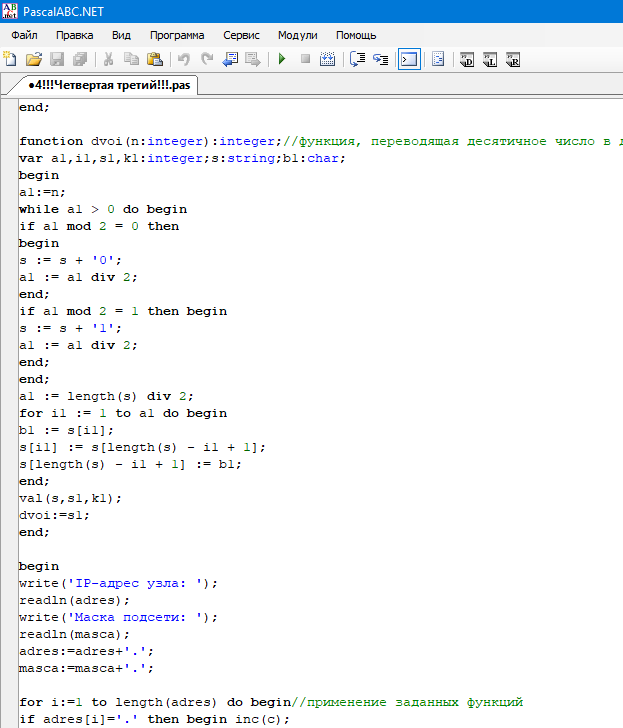 PascalABC.NET
Файл Правка Вид Программа Сервис Модули Помощь
●4!!!Четвертая третий!!!.pas
end;
function dvoi(n:integer):integer;//функция, переводящая десятичное число в д
var a1,i1,s1,k1:integer;s:string;b1:char;
begin
a1:=n;
while a1 > 0 do begin
if a1 mod 2 = 0 then
begin
s := s + '0';
a1 := a1 div 2;
end;
if a1 mod 2 = 1 then begin
s := s + '1';
a1 := a1 div 2;
end;
end;
a1 := length(s) div 2;
for i1 := 1 to a1 do begin
b1 := s[i1];
s[i1] := s[length(s) - i1 + 1];
s[length(s) - i1 + 1] := b1;
end;
val(s,s1,k1);
dvoi:=s1;
end;
begin
write('IP-адрес узла: ');
readln(adres);
write('Маска подсети: ');
readln(masca);
adres:=adres+'.';
masca:=masca+'.';
for i:=1 to length(adres) do begin//применение заданных функций
if adres[i]='.' then begin inc(c);